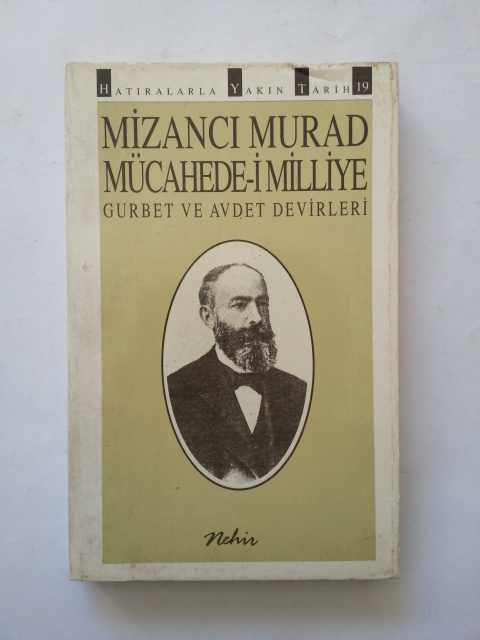 HATIRALARLA YAKIN TARİH 19
MİZANCI MURAD
MÜCAHEDE-İ MİLLİYE
GURBET VE AVDET DEVİRLERİ
Nehir